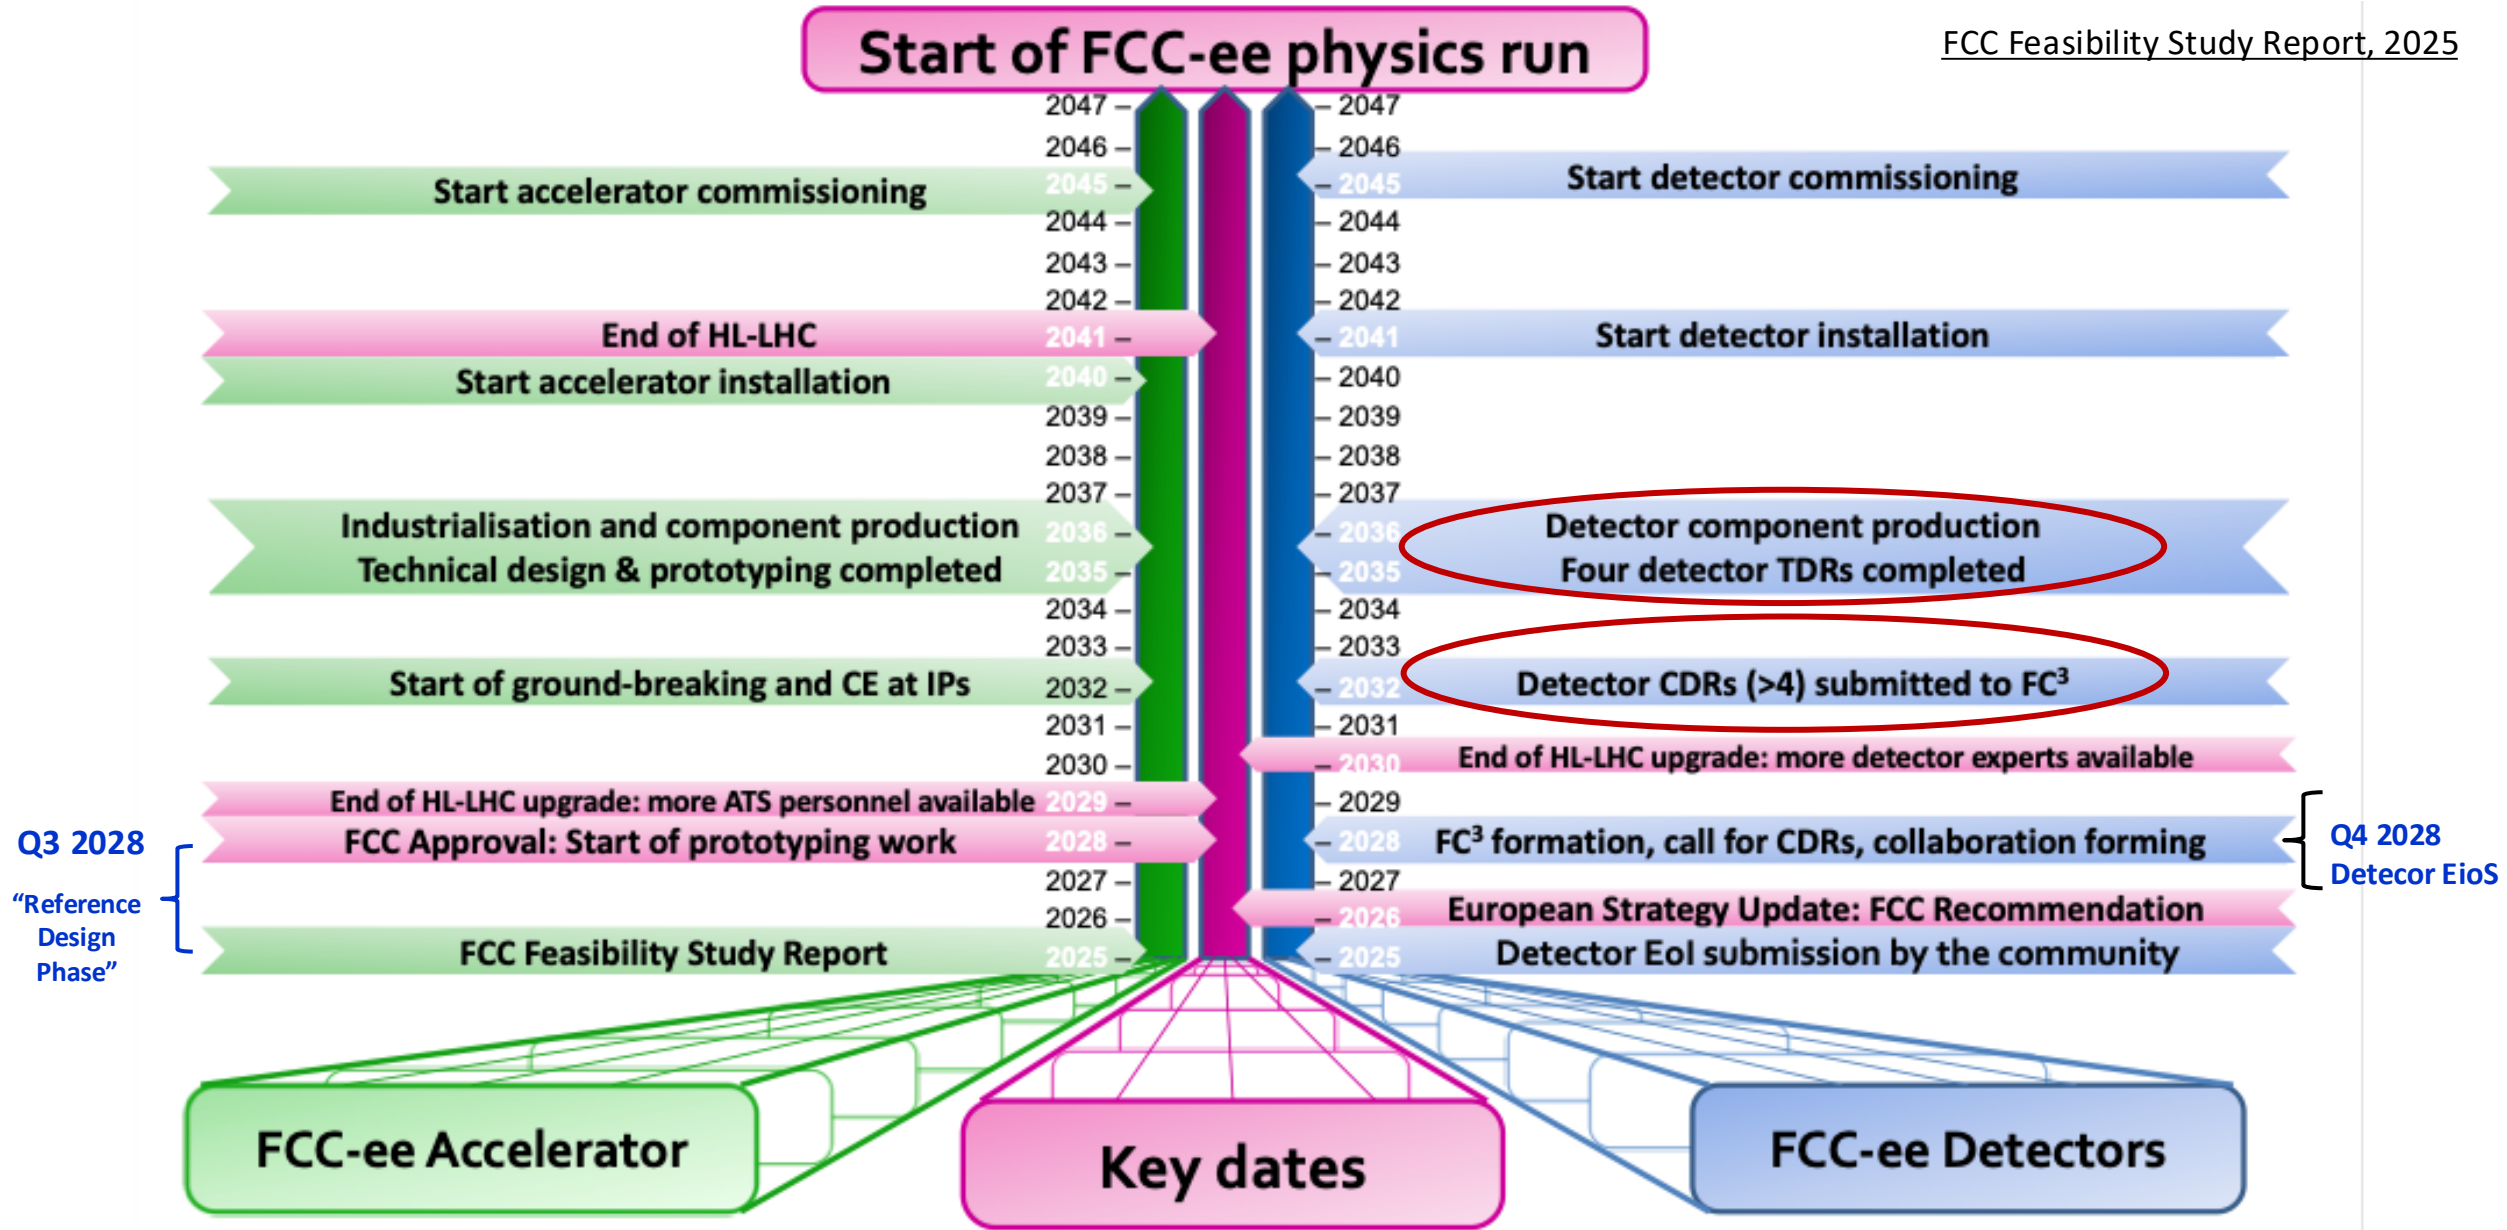 Start of FCC-ee physics run
FCC Feasibility Study Report, 2025
2047 2047
2046 2046
Start accelerator commissioning 2045 2045 Start detector commissioning
2044 2044
2043 2043
2042 2042
End of HL-LHC 2041 2041 Start detector installation
Start accelerator installation 2040 2040
2039 2039
2038 2038
2037 2037
Industrialisation and component production 2036 2036 Detector component production
Technical design & prototyping completed 2035 2035 Four detector TDRs completed
2034 2034
2033 2033
Start of ground-breaking and CE at IPs 2032 2032 Detector CDRs (>4) submitted to FC³
2031 2031
2030 2030 End of HL-LHC upgrade: more detector experts available
End of HL-LHC upgrade: more ATS personnel available 2029 2029
FCC Approval: Start of prototyping work 2028 2028 FC³ formation, call for CDRs, collaboration forming
2027 2027
2026 2026 European Strategy Update: FCC Recommendation
FCC Feasibility Study Report 2025 2025 Detector EoI submission by the community
Q3 2028
“Reference
Design
Phase”
Q4 2028
Detecor EioS
FCC-ee Accelerator
Key dates
FCC-ee Detectors